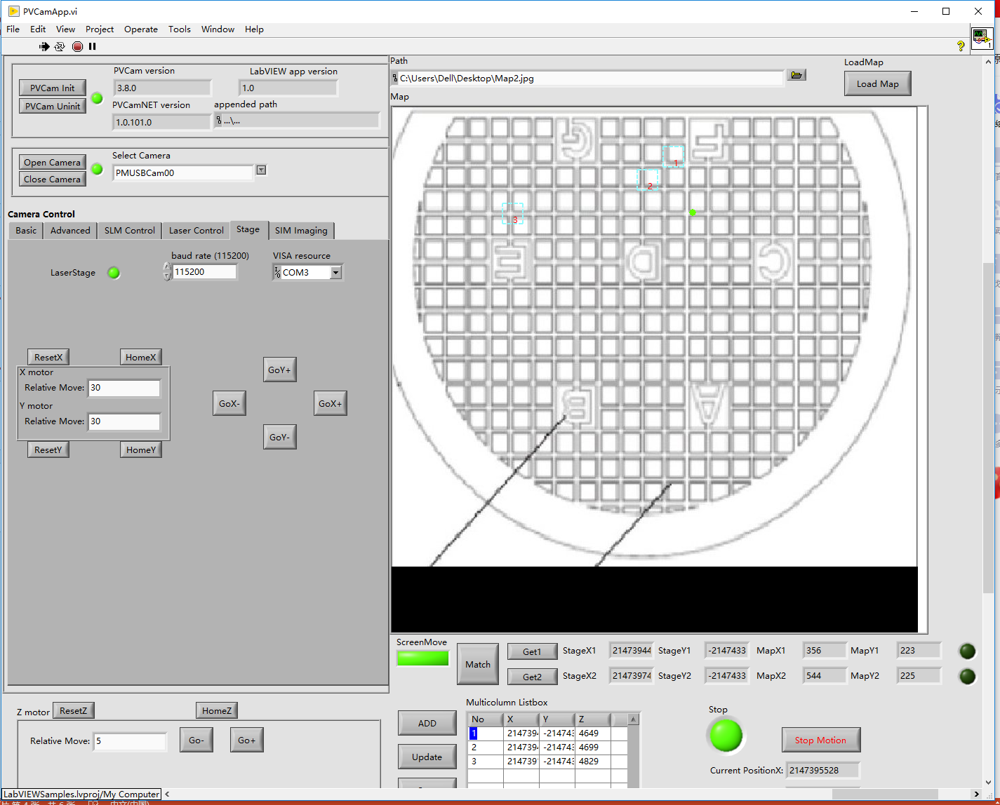 PVCamApp.vi
File Edit View Project Operate Tools Window Help
PVCam Init
PVCam Uninit
PVCam version
3.8.0
LabVIEW app version
1.0
PVCamNET version
1.0.101.0
appended path
...\...
Open Camera
Close Camera
Select Camera
PMUSBCam00
Camera Control
Basic Advanced SLM Control Laser Control Stage SIM Imaging
LaserStage
baud rate (115200)
115200
VISA resource
COM3
ResetX HomeX
X motor
Relative Move: 30
Y motor
Relative Move: 30
ResetY HomeY
GoY+
GoX- GoX+
GoY-
Z motor ResetZ HomeZ
Relative Move: 5 Go- Go+
Path
C:\Users\Dell\Desktop\Map2.jpg
LoadMap
Load Map
Map
G F
1
2
3
E D C
B A
ScreenMove
Match
Get1 StageX1 21473944 StageY1 -2147433 MapX1 356 MapY1 223
Get2 StageX2 21473974 StageY2 -2147433 MapX2 544 MapY2 225
ADD
Update
Multicolumn Listbox
No X Y Z
1 214739 -21474 4649
2 214739 -21474 4699
3 214739 -21474 4829
Stop
Stop Motion
Current PositionX: 2147395528
LabVIEWSamples.lvproj/My Computer